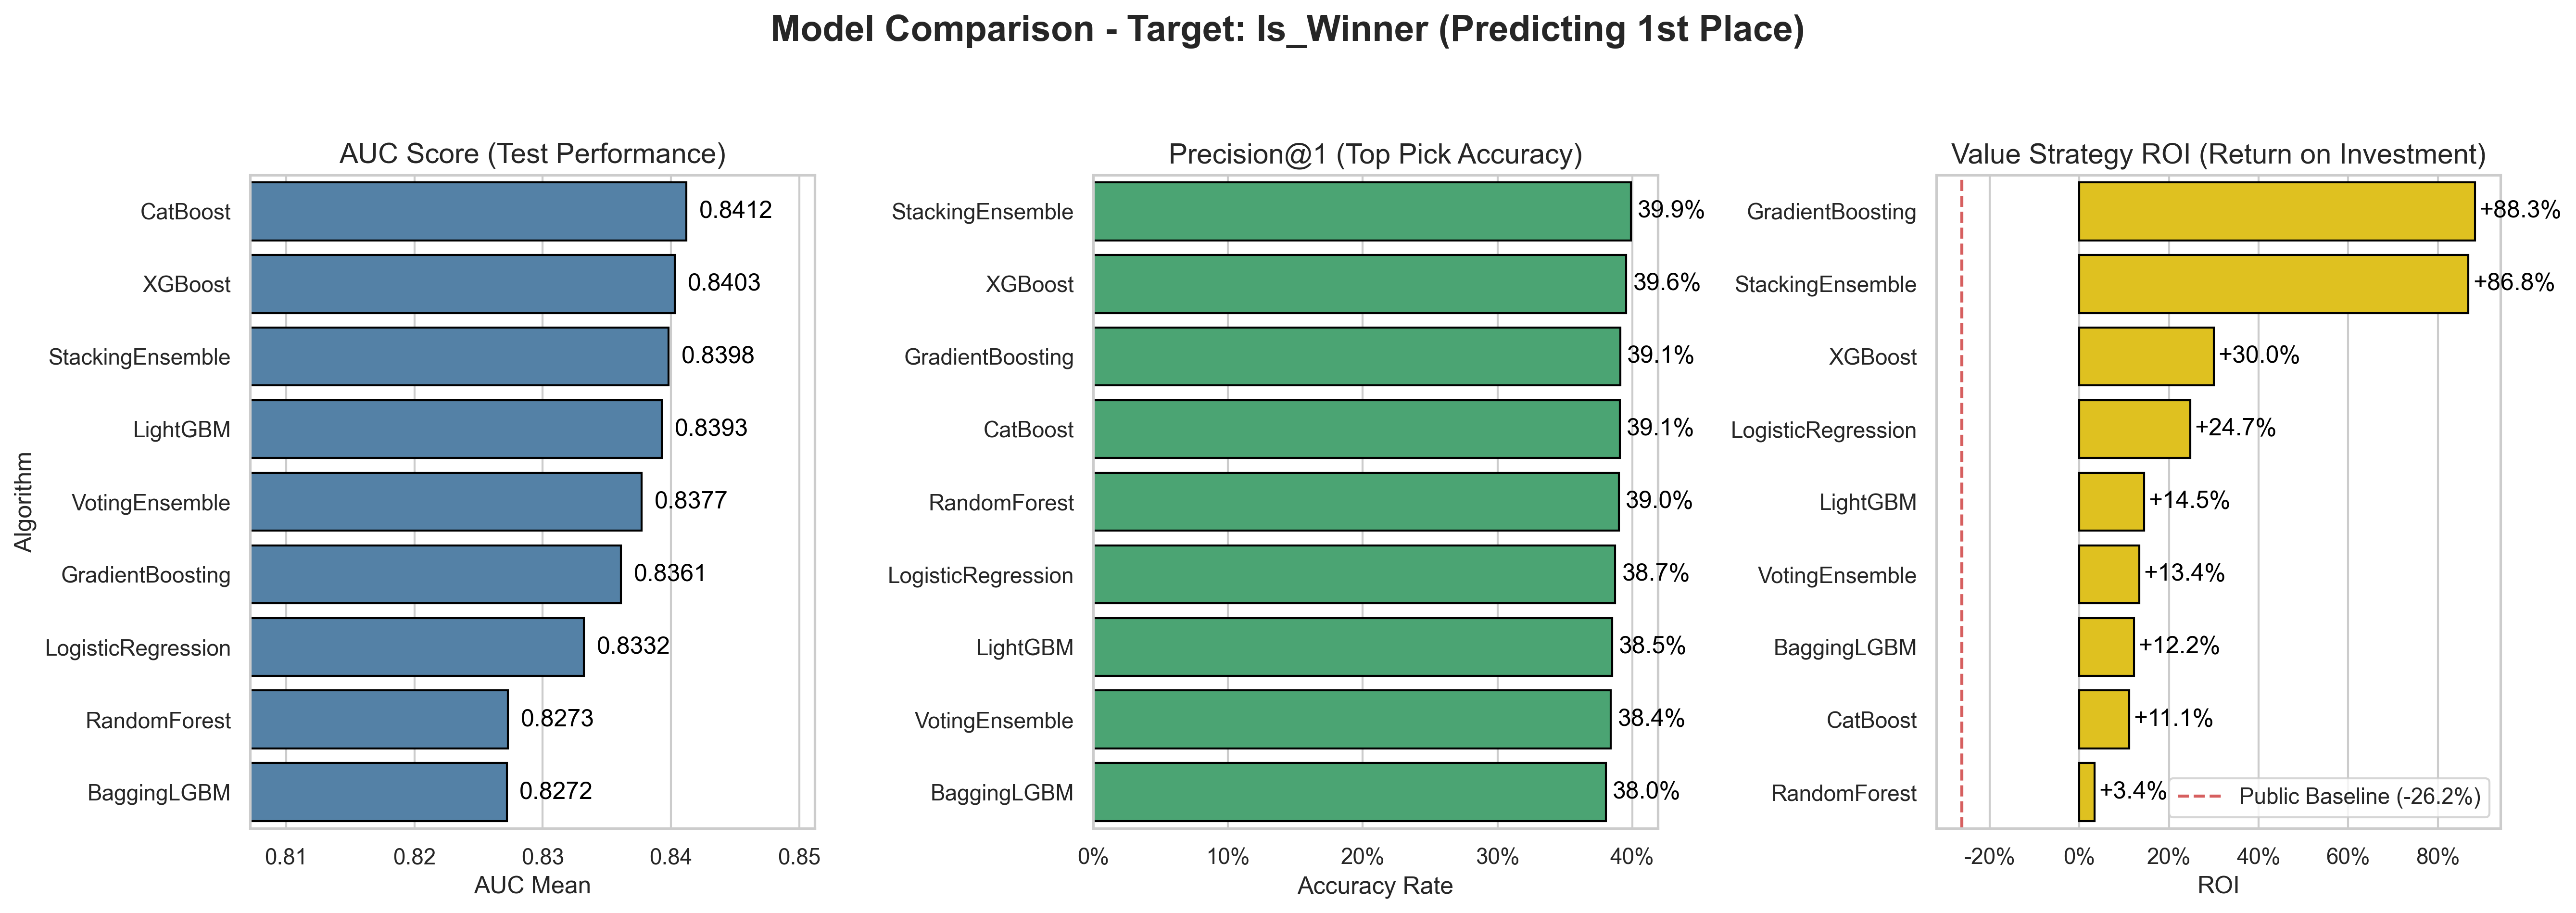 Model Comparison - Target: Is_Winner (Predicting 1st Place)
AUC Score (Test Performance)
Algorithm
CatBoost 0.8412
XGBoost 0.8403
StackingEnsemble 0.8398
LightGBM 0.8393
VotingEnsemble 0.8377
GradientBoosting 0.8361
LogisticRegression 0.8332
RandomForest 0.8273
BaggingLGBM 0.8272
0.81 0.82 0.83 0.84 0.85
AUC Mean
Precision@1 (Top Pick Accuracy)
StackingEnsemble 39.9%
XGBoost 39.6%
GradientBoosting 39.1%
CatBoost 39.1%
RandomForest 39.0%
LogisticRegression 38.7%
LightGBM 38.5%
VotingEnsemble 38.4%
BaggingLGBM 38.0%
0% 10% 20% 30% 40%
Accuracy Rate
Value Strategy ROI (Return on Investment)
GradientBoosting +88.3%
StackingEnsemble +86.8%
XGBoost +30.0%
LogisticRegression +24.7%
LightGBM +14.5%
VotingEnsemble +13.4%
BaggingLGBM +12.2%
CatBoost +11.1%
RandomForest +3.4%
Public Baseline (-26.2%)
-20% 0% 20% 40% 60% 80%
ROI